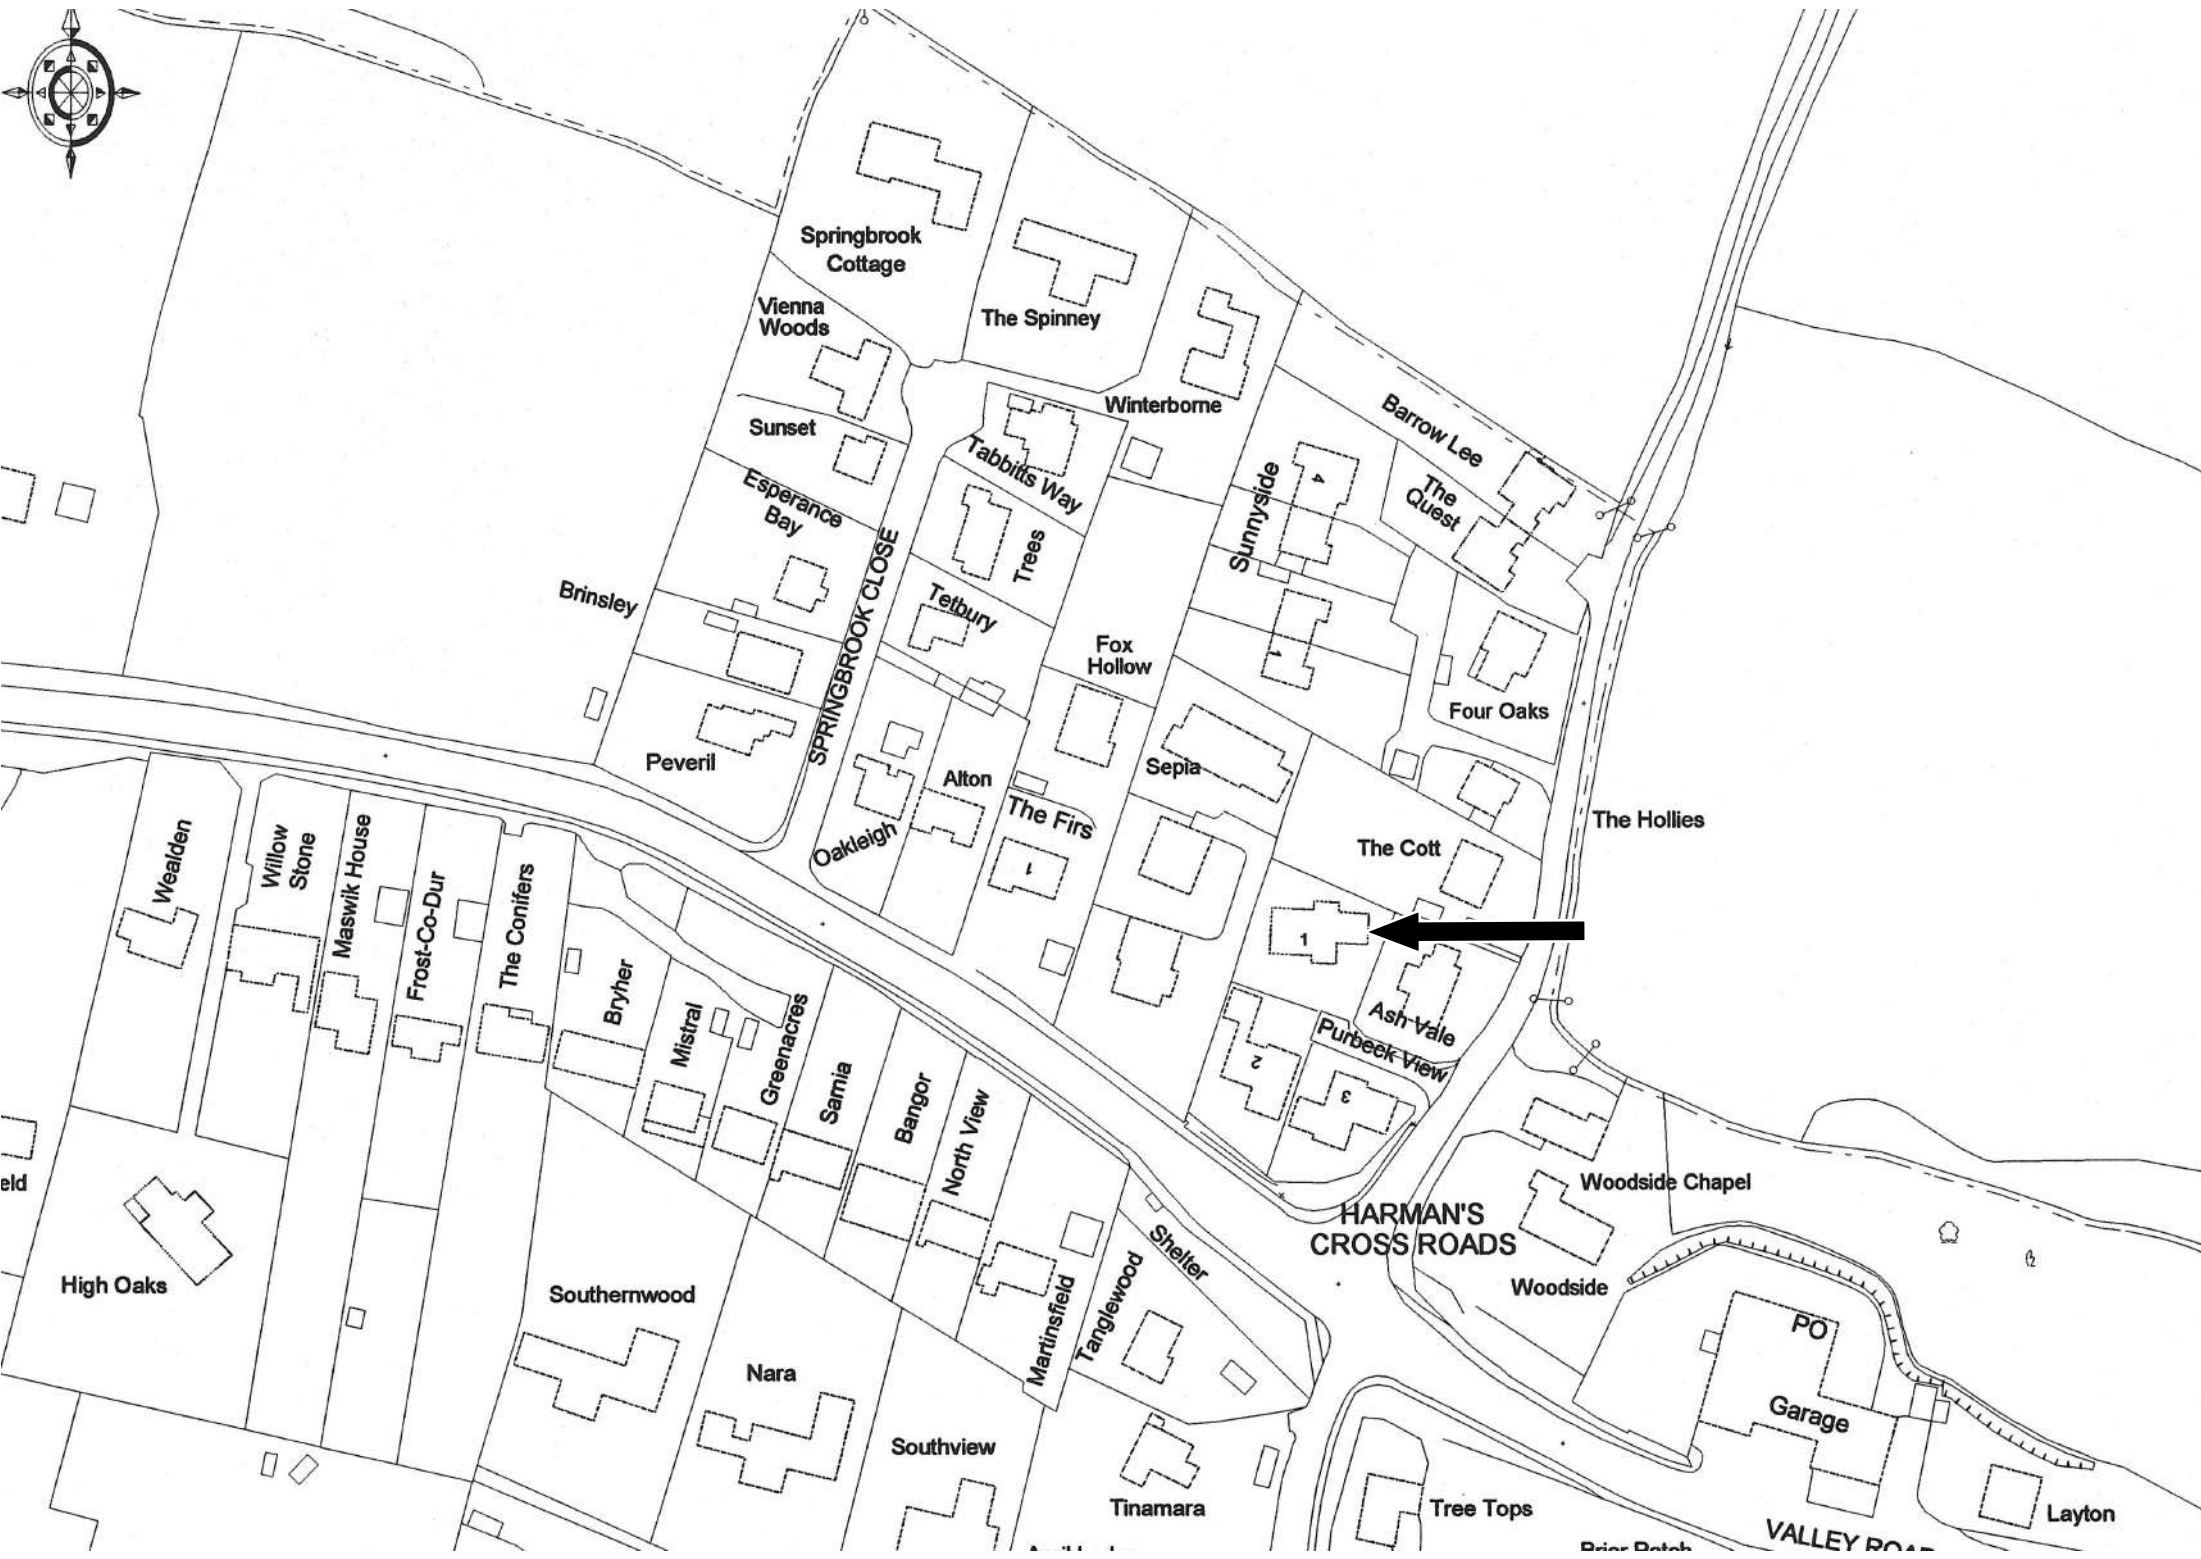 Springbrook
Cottage
The Spinney
Vienna
Woods
Winterborne
Barrow Lee
Sunset
Tabbitts Way
The
Quest
Sunnyside
4
Esperance
Bay
Trees
Brinsley
SPRINGBROOK CLOSE
Tetbury
Fox
Hollow
1
Four Oaks
Peveril
Sepia
Alton
The Firs
The Hollies
Oakleigh
The Cott
1
Wealden
Willow
Stone
Maswik House
Frost-Co-Dur
The Conifers
1
Bryher
Mistral
Greenacres
Ash Vale
Purbeck View
2
3
Sarnia
Bangor
North View
Woodside Chapel
eld
HARMAN'S
CROSS ROADS
Shelter
High Oaks
Southernwood
Martinsfield
Tanglewood
Woodside
PO
Nara
Garage
Southview
Tinamara
Tree Tops
Layton
VALLEY ROAD
Briar Patch